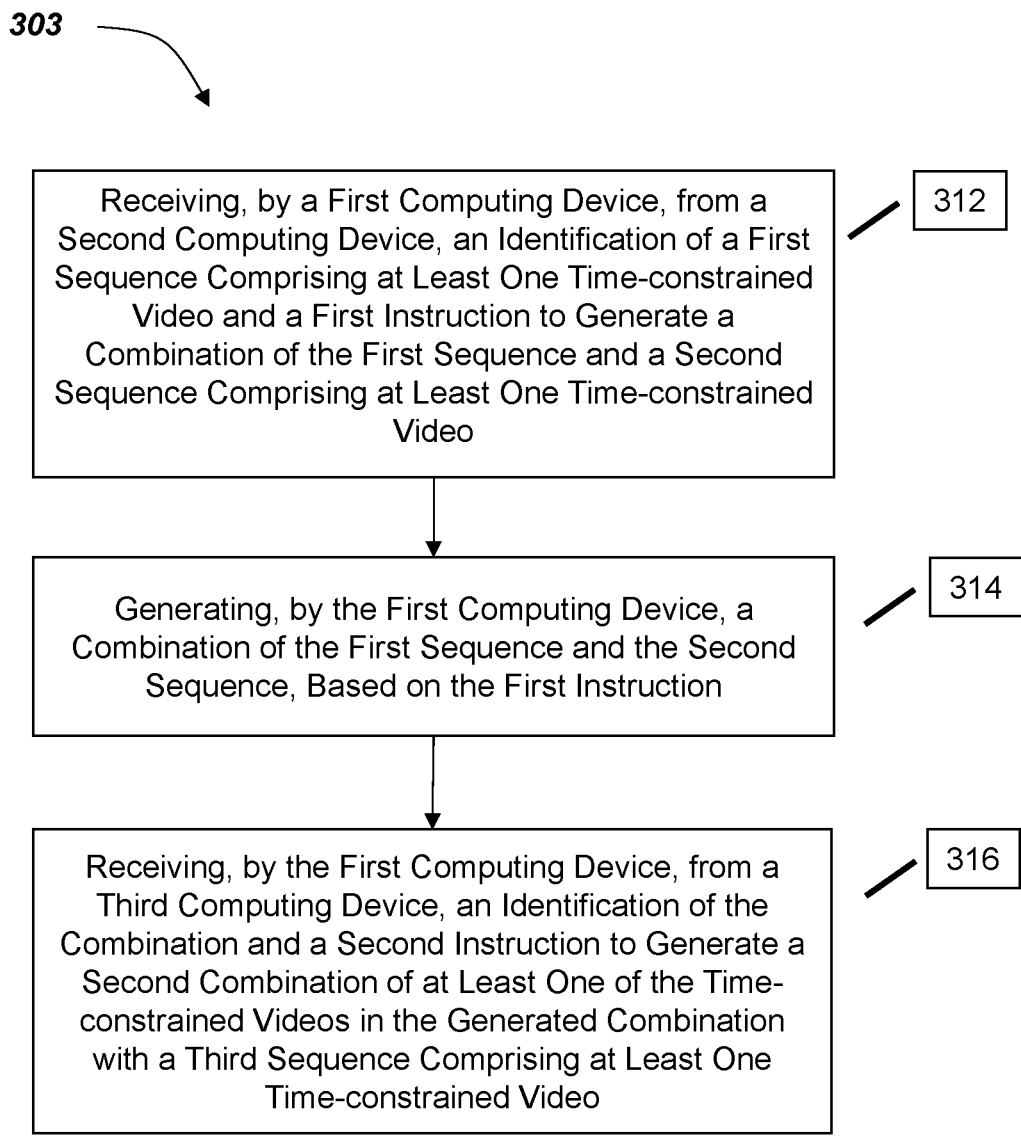 303
Receiving, by a First Computing Device, from a
Second Computing Device, an Identification of a First
Sequence Comprising at Least One Time-constrained
Video and a First Instruction to Generate a
Combination of the First Sequence and a Second
Sequence Comprising at Least One Time-constrained
Video
312
Generating, by the First Computing Device, a
Combination of the First Sequence and the Second
Sequence, Based on the First Instruction
314
Receiving, by the First Computing Device, from a
Third Computing Device, an Identification of the
Combination and a Second Instruction to Generate a
Second Combination of at Least One of the Time-
constrained Videos in the Generated Combination
with a Third Sequence Comprising at Least One
Time-constrained Video
316